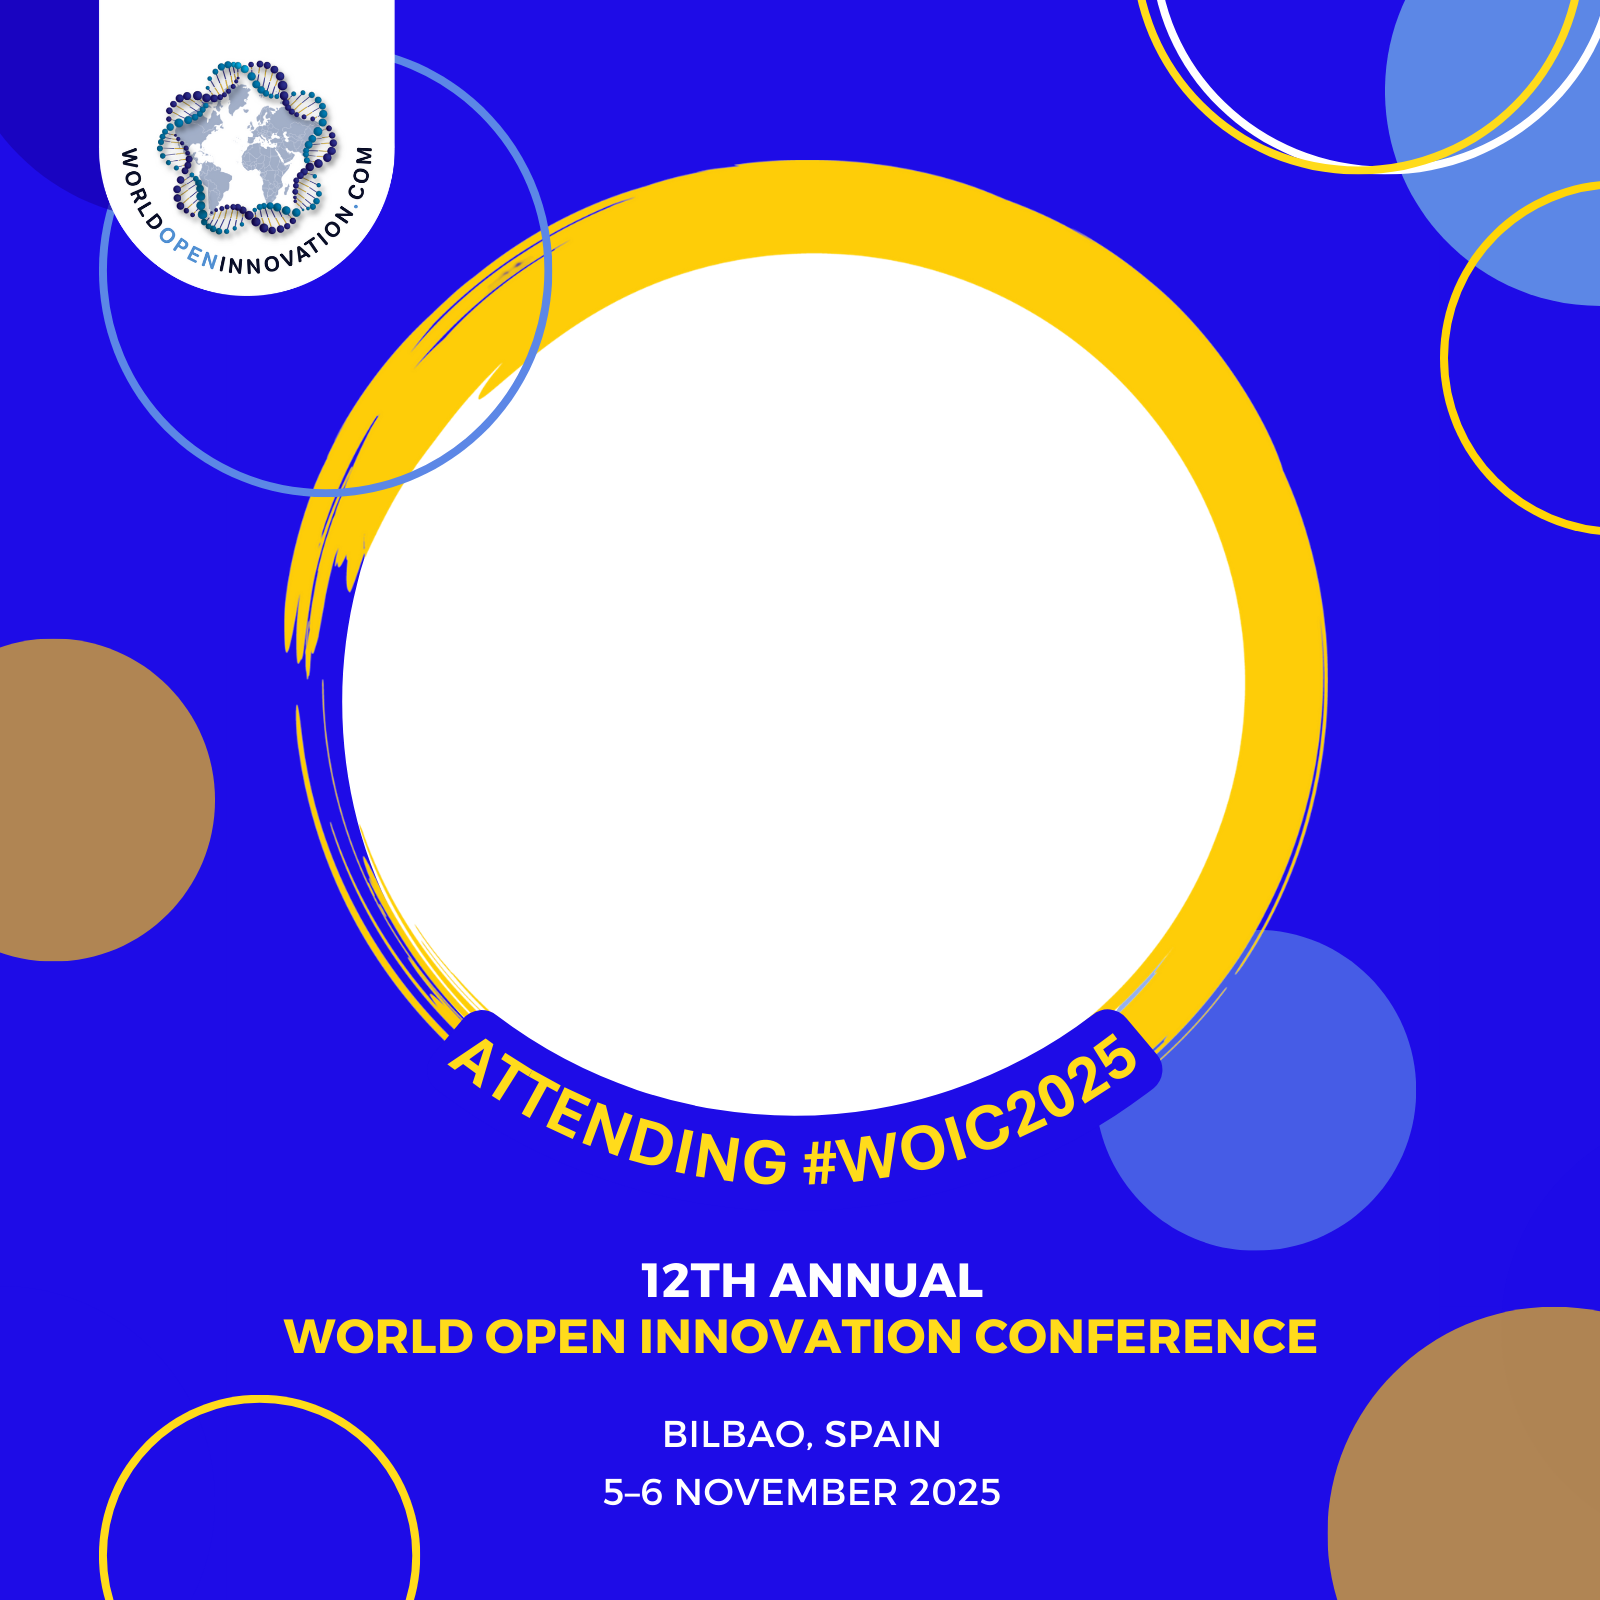 WORLDOPENINNOVATION.COM
ATTENDING #WOIC2025
12TH ANNUAL
WORLD OPEN INNOVATION CONFERENCE
BILBAO, SPAIN
5–6 NOVEMBER 2025